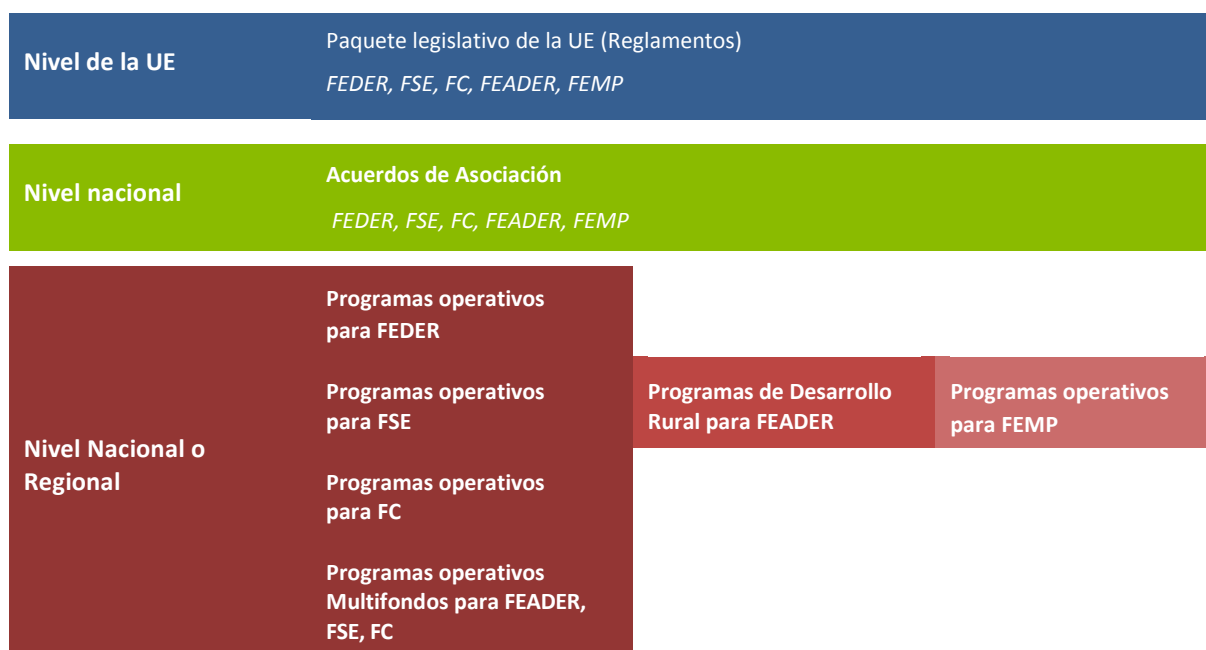 Nivel de la UE
Paquete legislativo de la UE (Reglamentos)
FEDER, FSE, FC, FEADER, FEMP
Nivel nacional
Acuerdos de Asociación
FEDER, FSE, FC, FEADER, FEMP
Nivel Nacional o
Regional
Programas operativos
para FEDER
Programas operativos
para FSE
Programas operativos
para FC
Programas operativos
Multifondos para FEADER,
FSE, FC
Programas de Desarrollo
Rural para FEADER
Programas operativos
para FEMP